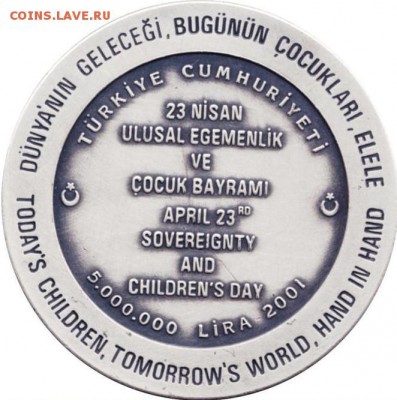 COINS.LAVE.RU
DÜNYA'NIN GELECEĞİ, BUGÜNÜN ÇOCUKLARI, ELELE
TODAY'S CHILDREN, TOMORROW'S WORLD, HAND IN HAND
TÜRKİYE CUMHURİYETİ
23 NİSAN
ULUSAL EGEMENLİK
VE
ÇOCUK BAYRAMI
APRIL 23RD
SOVEREIGNTY
AND
CHILDREN'S DAY
5.000.000 LİRA 2001